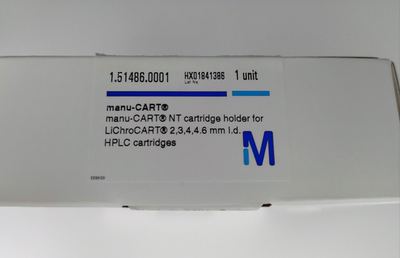 1.51486.0001 HX01841386 1 unit
Lot No.
manu-CART®
manu-CART® NT cartridge holder for
LiChroCART® 2,3,4,4.6 mm I.d.
HPLC cartridges
M